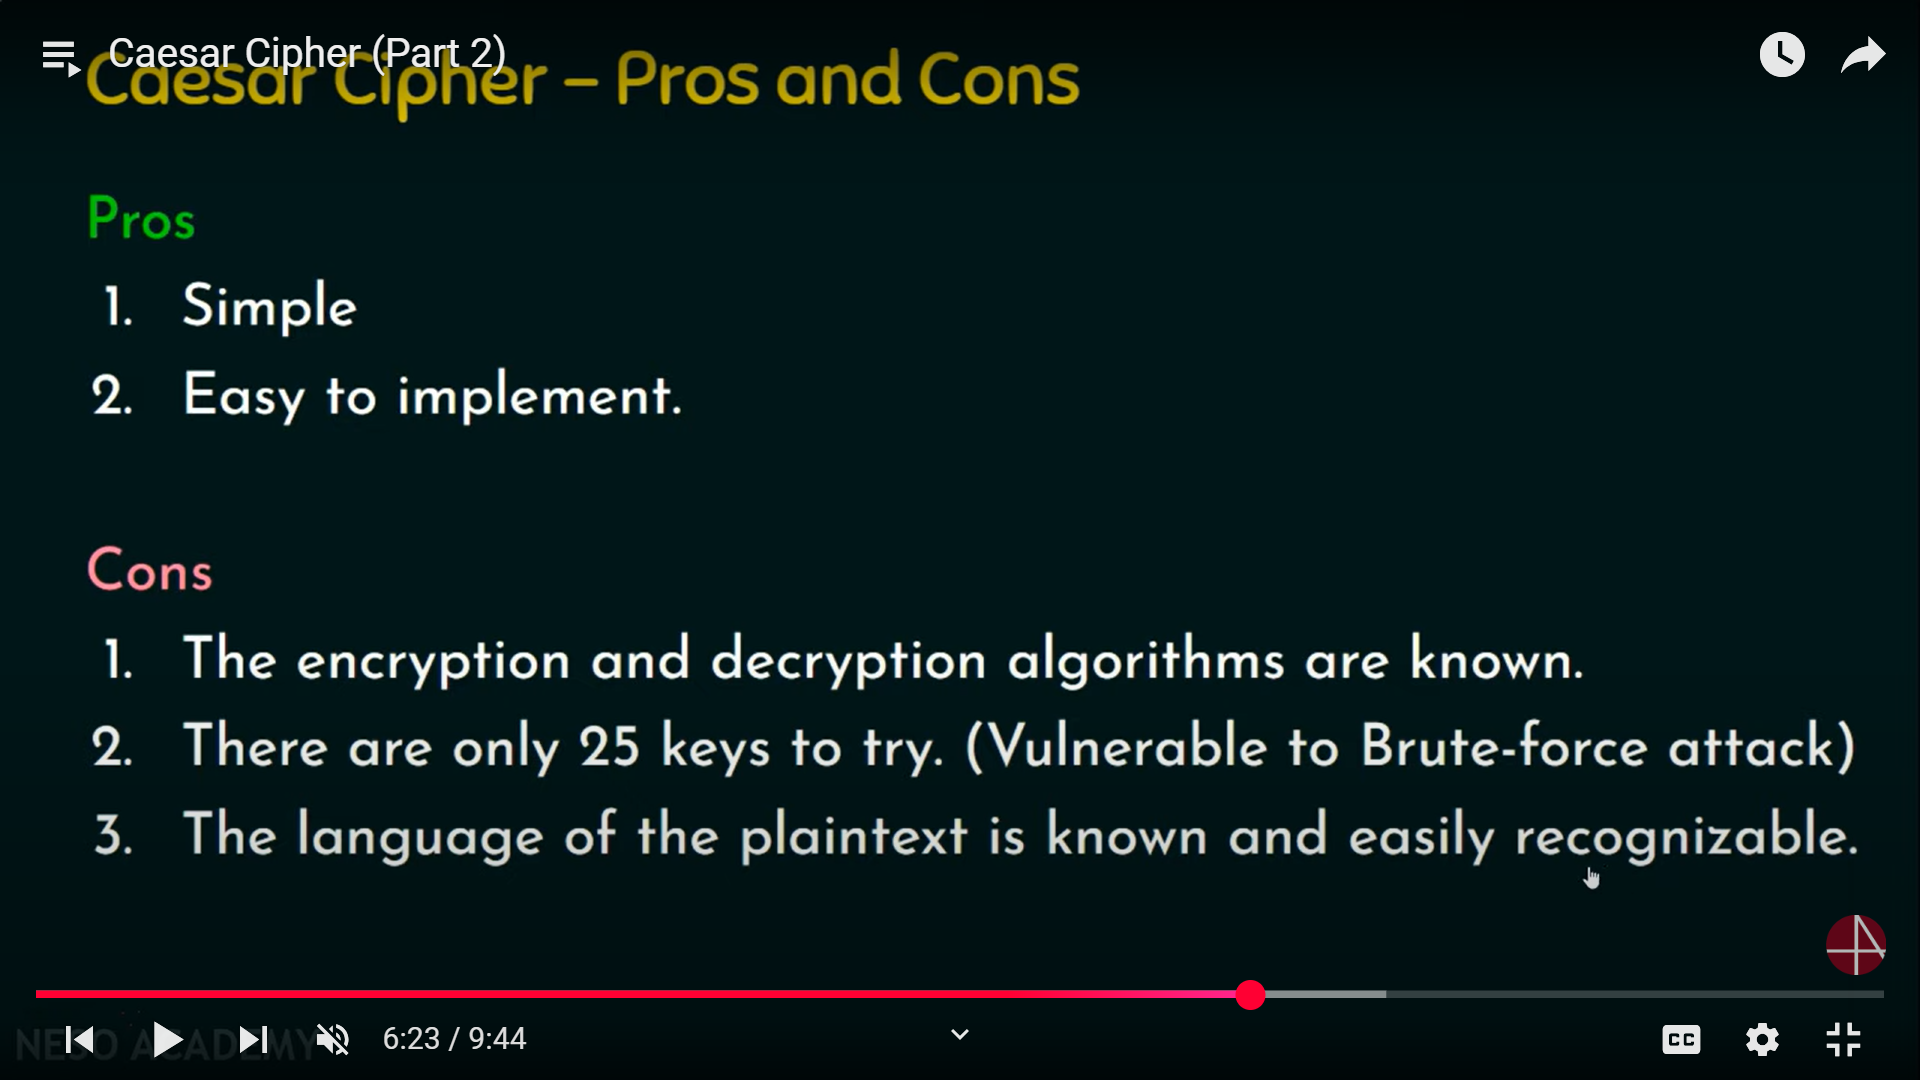 Caesar Cipher (Part 2)
Caesar Cipher – Pros and Cons
Pros
1. Simple
2. Easy to implement.
Cons
1. The encryption and decryption algorithms are known.
2. There are only 25 keys to try. (Vulnerable to Brute-force attack)
3. The language of the plaintext is known and easily recognizable.
NESO ACADEMY
6:23 / 9:44
CC